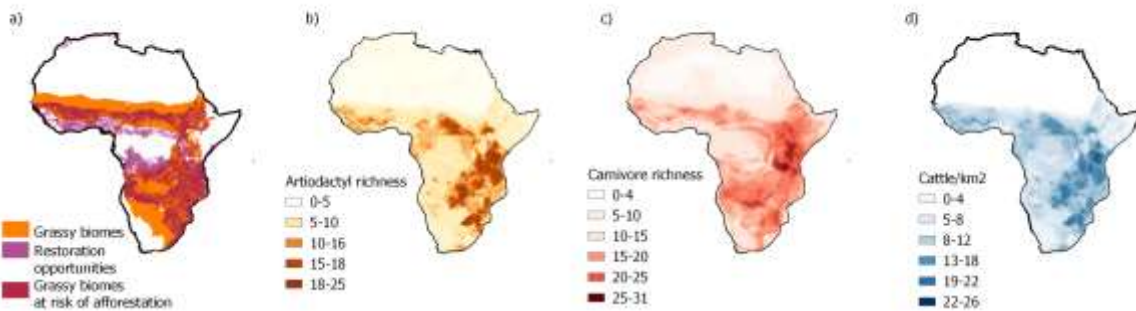 a)
Grassy biomes
Restoration
opportunities
Grassy biomes
at risk of afforestation
b)
Artiodactyl richness
0-5
5-10
10-16
15-18
18-25
c)
Carnivore richness
0-4
5-10
10-15
15-20
20-25
25-31
d)
Cattle/km2
0-4
5-8
8-12
13-18
19-22
22-26